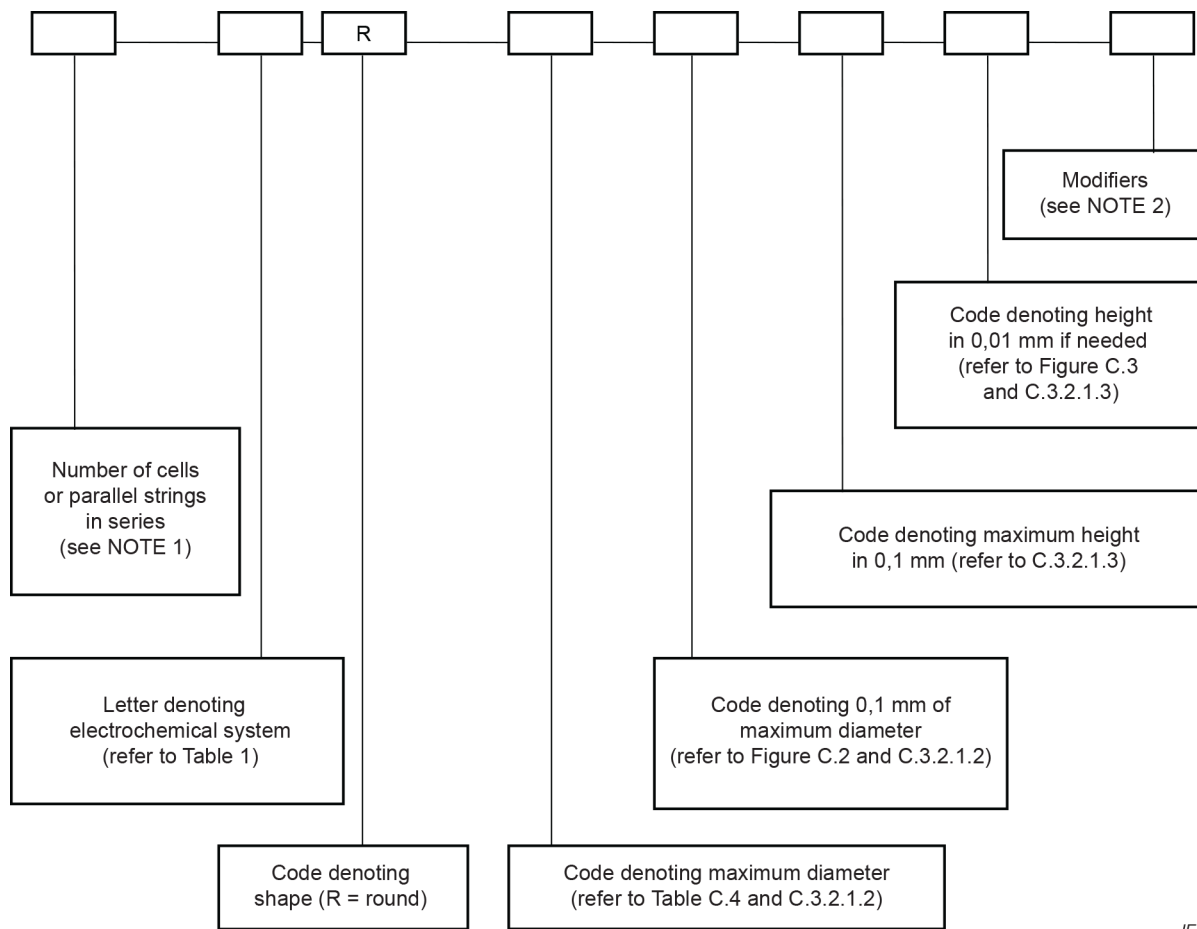 R
Modifiers
(see NOTE 2)
Code denoting height
in 0,01 mm if needed
(refer to Figure C.3
and C.3.2.1.3)
Number of cells
or parallel strings
in series
(see NOTE 1)
Code denoting maximum height
in 0,1 mm (refer to C.3.2.1.3)
Letter denoting
electrochemical system
(refer to Table 1)
Code denoting 0,1 mm of
maximum diameter
(refer to Figure C.2 and C.3.2.1.2)
Code denoting
shape (R = round)
Code denoting maximum diameter
(refer to Table C.4 and C.3.2.1.2)